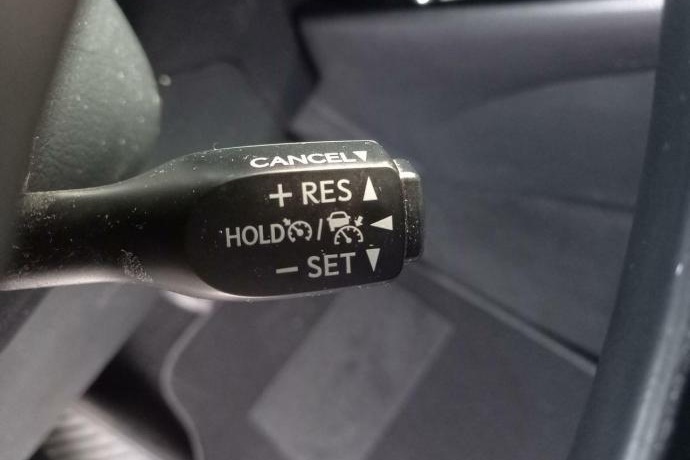 CANCEL▼
+ RES ▲
HOLD / ◀
− SET ▼